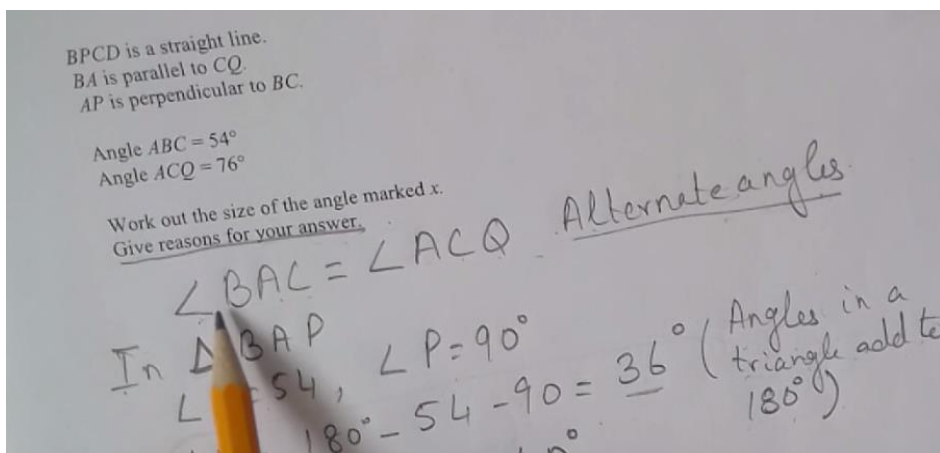 BPCD is a straight line.
BA is parallel to CQ.
AP is perpendicular to BC.
Angle ABC = 54°
Angle ACQ = 76°
Work out the size of the angle marked x.
Give reasons for your answer.
∠BAC = ∠ACQ Alternate angles.
In Δ BAP
∠ = 54, ∠P = 90°
180° - 54 - 90 = 36° (Angles in a
triangle add to
180°)